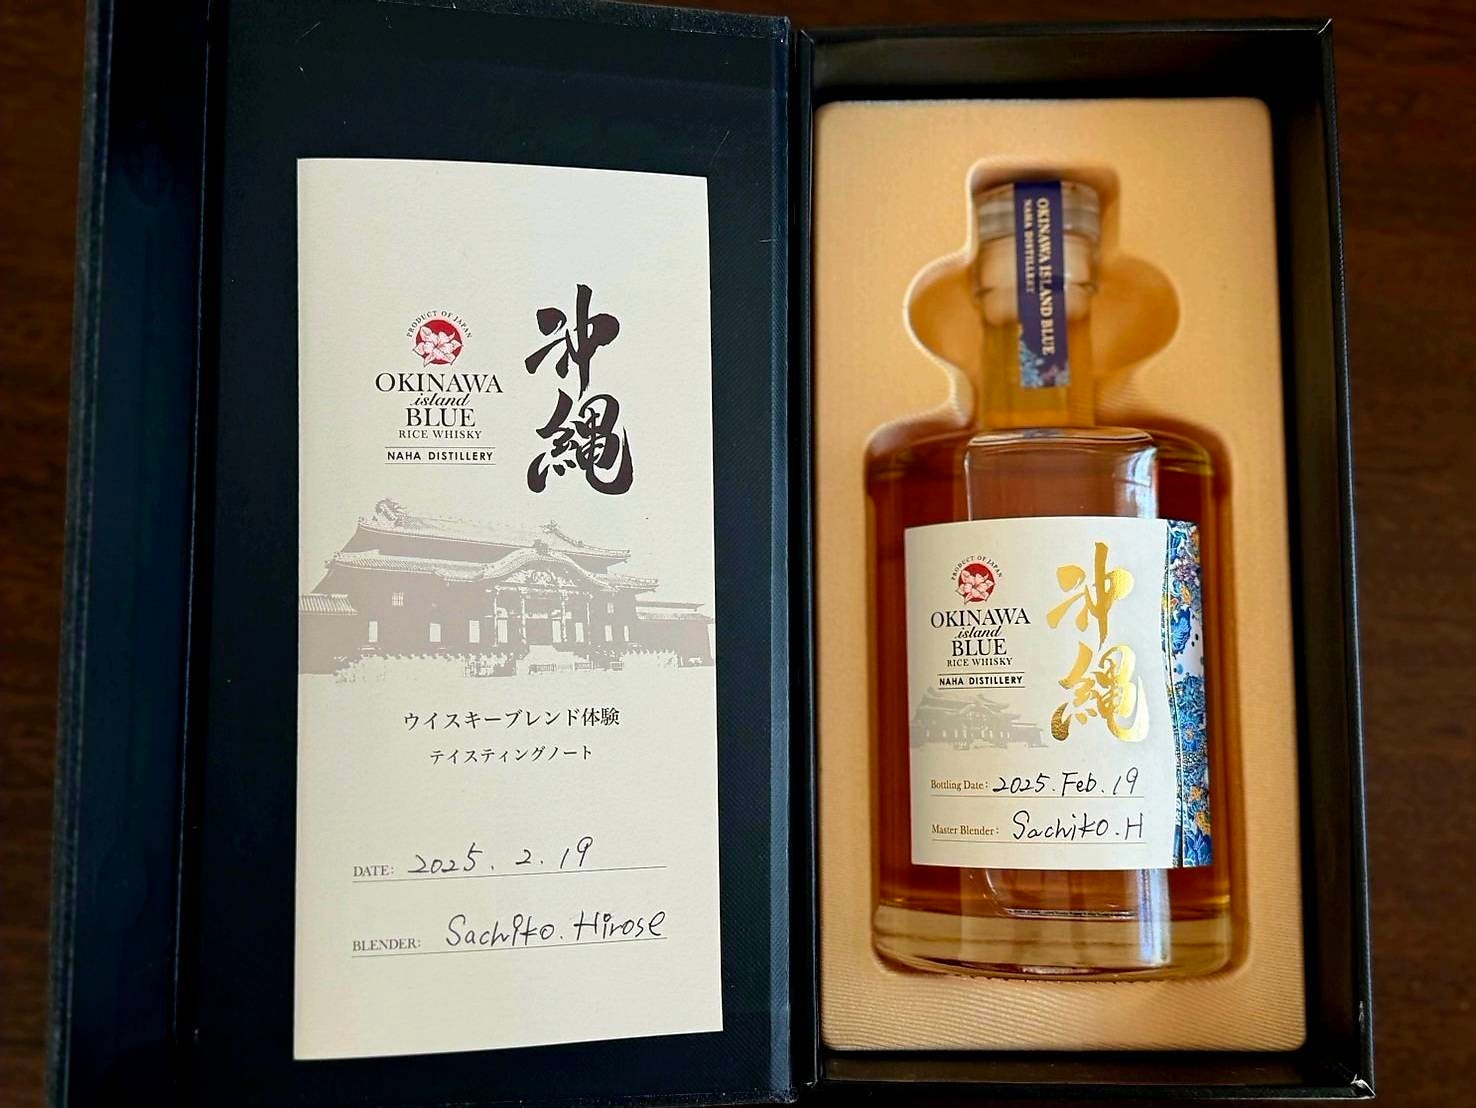 PRODUCT OF JAPAN
OKINAWA
island
BLUE
RICE WHISKY
NAHA DISTILLERY
沖縄
ウイスキーブレンド体験
テイスティングノート
DATE: 2025. 2. 19
BLENDER: Sachiko. Hirose
OKINAWA ISLAND BLUE
NAHA DISTILLERY
PRODUCT OF JAPAN
OKINAWA
island
BLUE
RICE WHISKY
NAHA DISTILLERY
沖縄
Bottling Date: 2025. Feb. 19
Master Blender: Sachiko. H